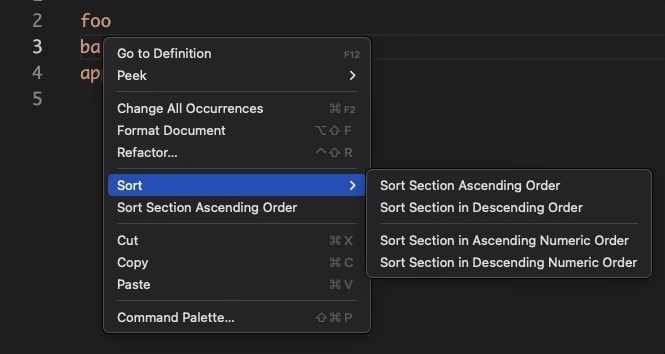 2 foo
3 ba
4 ap
5
Go to Definition F12
Peek
Change All Occurrences ⌘ F2
Format Document ⌥⇧ F
Refactor... ^⇧ R
Sort
Sort Section Ascending Order
Cut ⌘ X
Copy ⌘ C
Paste ⌘ V
Command Palette... ⇧⌘ P
Sort Section Ascending Order
Sort Section in Descending Order
Sort Section in Ascending Numeric Order
Sort Section in Descending Numeric Order